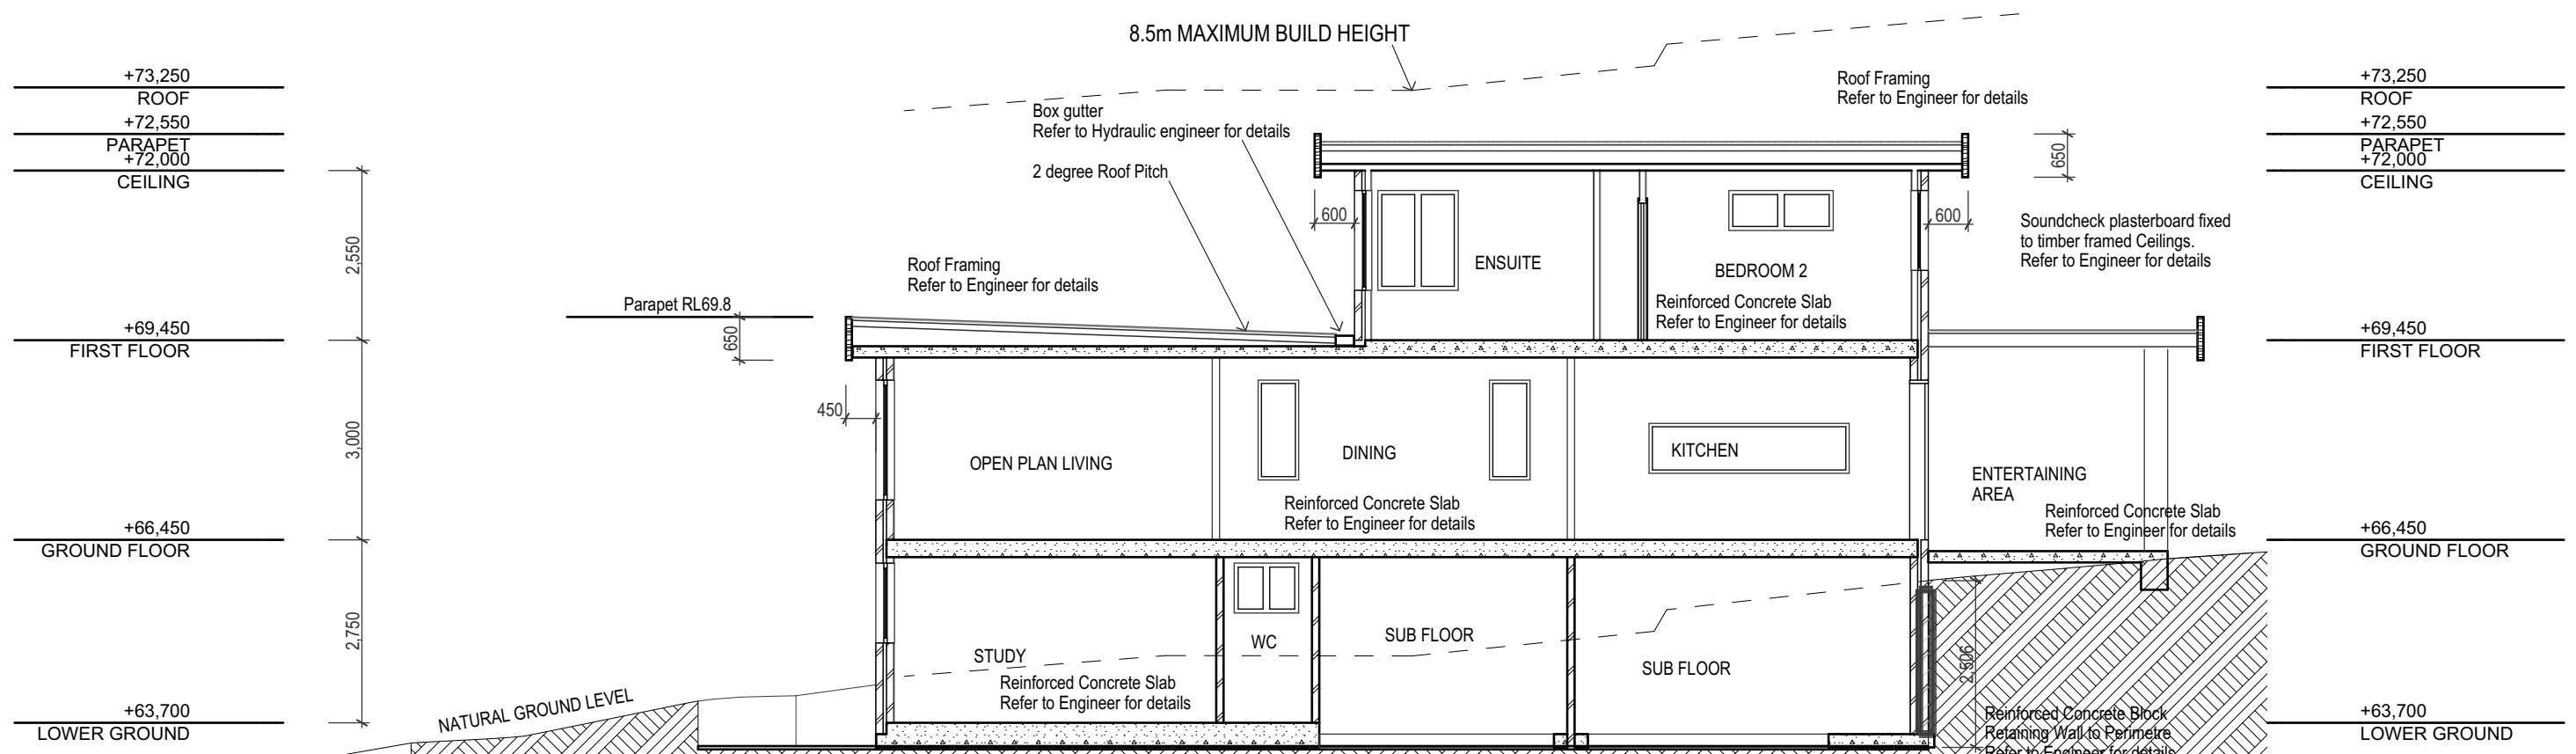 8.5m MAXIMUM BUILD HEIGHT
+73,250
ROOF
+72,550
PARAPET
+72,000
CEILING
Box gutter
Refer to Hydraulic engineer for details
2 degree Roof Pitch
Roof Framing
Refer to Engineer for details
+73,250
ROOF
+72,550
PARAPET
+72,000
CEILING
650
600
600
ENSUITE
BEDROOM 2
Soundcheck plasterboard fixed
to timber framed Ceilings.
Refer to Engineer for details
2,550
Roof Framing
Refer to Engineer for details
Reinforced Concrete Slab
Refer to Engineer for details
Parapet RL69.8
650
+69,450
FIRST FLOOR
+69,450
FIRST FLOOR
450
3,000
OPEN PLAN LIVING
DINING
KITCHEN
ENTERTAINING
AREA
Reinforced Concrete Slab
Refer to Engineer for details
Reinforced Concrete Slab
Refer to Engineer for details
+66,450
GROUND FLOOR
+66,450
GROUND FLOOR
2,750
STUDY
WC
SUB FLOOR
SUB FLOOR
2,506
Reinforced Concrete Slab
Refer to Engineer for details
NATURAL GROUND LEVEL
+63,700
LOWER GROUND
Reinforced Concrete Block
Retaining Wall to Perimetre
Refer to Engineer for details
+63,700
LOWER GROUND